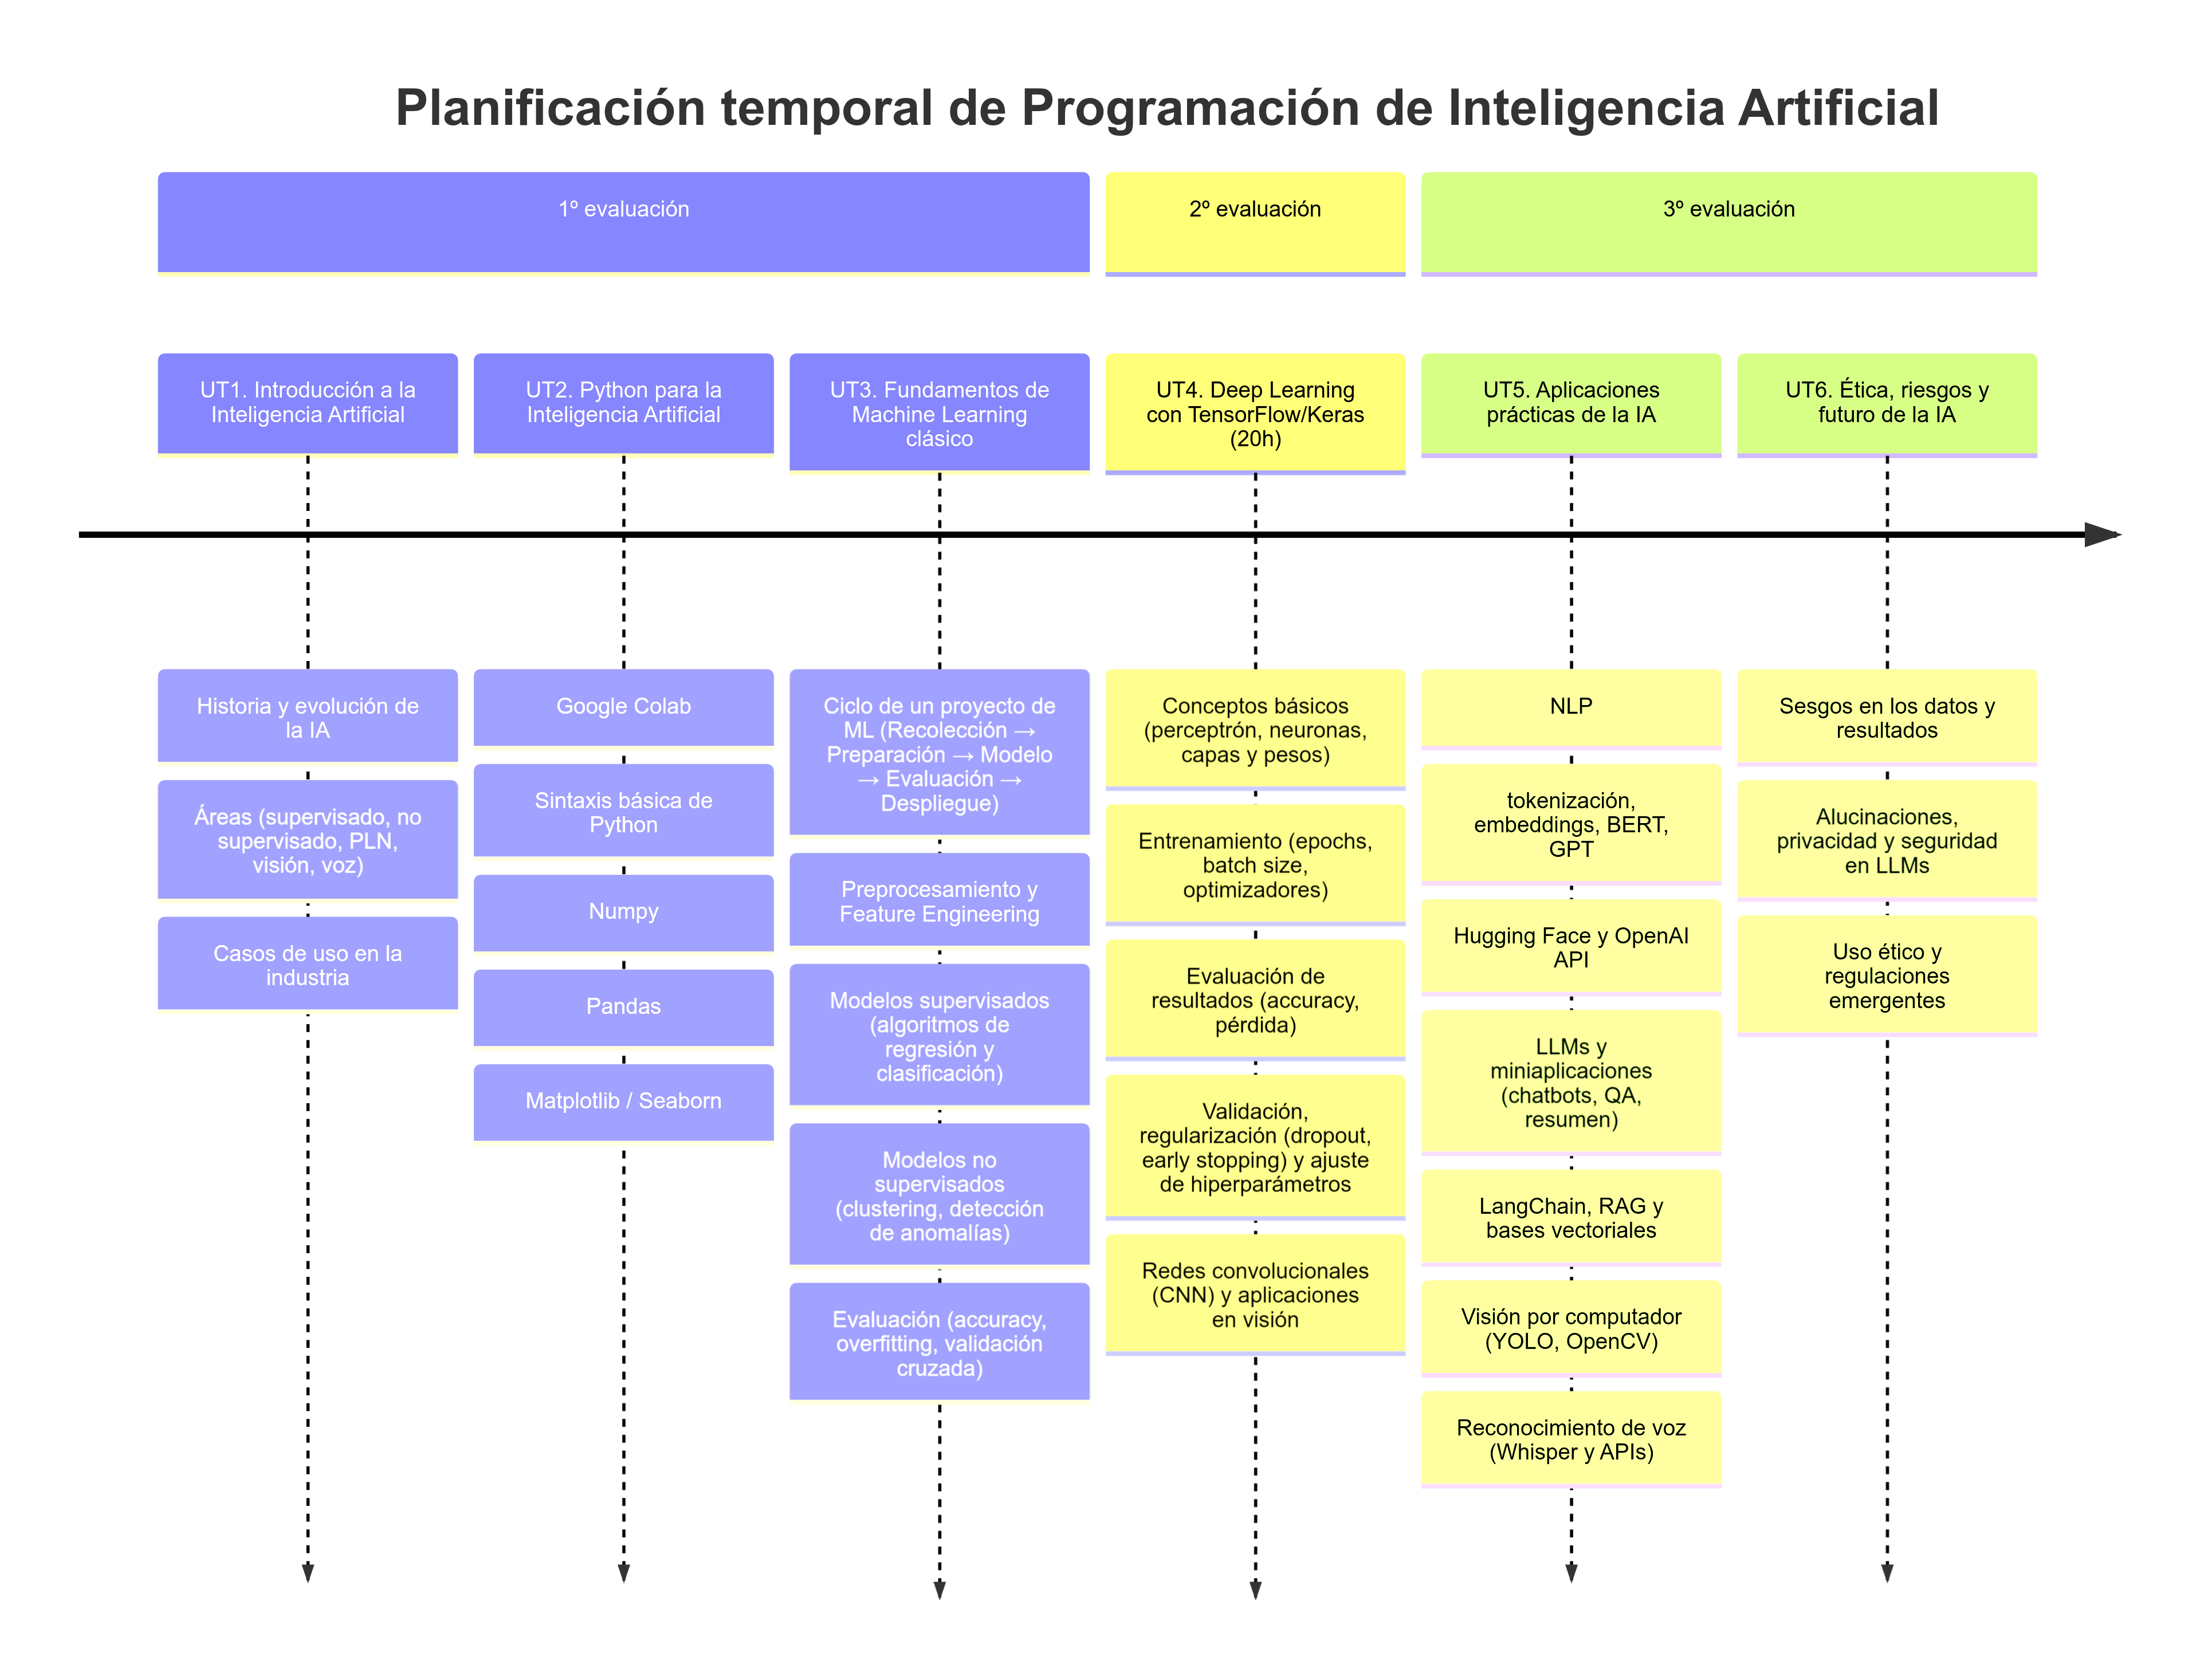 Planificación temporal de Programación de Inteligencia Artificial
1º evaluación
2º evaluación
3º evaluación
UT1. Introducción a la
Inteligencia Artificial
UT2. Python para la
Inteligencia Artificial
UT3. Fundamentos de
Machine Learning
clásico
UT4. Deep Learning
con TensorFlow/Keras
(20h)
UT5. Aplicaciones
prácticas de la IA
UT6. Ética, riesgos y
futuro de la IA
Historia y evolución de
la IA
Áreas (supervisado, no
supervisado, PLN,
visión, voz)
Casos de uso en la
industria
Google Colab
Sintaxis básica de
Python
Numpy
Pandas
Matplotlib / Seaborn
Ciclo de un proyecto de
ML (Recolección →
Preparación → Modelo
→ Evaluación →
Despliegue)
Preprocesamiento y
Feature Engineering
Modelos supervisados
(algoritmos de
regresión y
clasificación)
Modelos no
supervisados
(clustering, detección
de anomalías)
Evaluación (accuracy,
overfitting, validación
cruzada)
Conceptos básicos
(perceptrón, neuronas,
capas y pesos)
Entrenamiento (epochs,
batch size,
optimizadores)
Evaluación de
resultados (accuracy,
pérdida)
Validación,
regularización (dropout,
early stopping) y ajuste
de hiperparámetros
Redes convolucionales
(CNN) y aplicaciones
en visión
NLP
tokenización,
embeddings, BERT,
GPT
Hugging Face y OpenAI
API
LLMs y
miniaplicaciones
(chatbots, QA,
resumen)
LangChain, RAG y
bases vectoriales
Visión por computador
(YOLO, OpenCV)
Reconocimiento de voz
(Whisper y APIs)
Sesgos en los datos y
resultados
Alucinaciones,
privacidad y seguridad
en LLMs
Uso ético y
regulaciones
emergentes